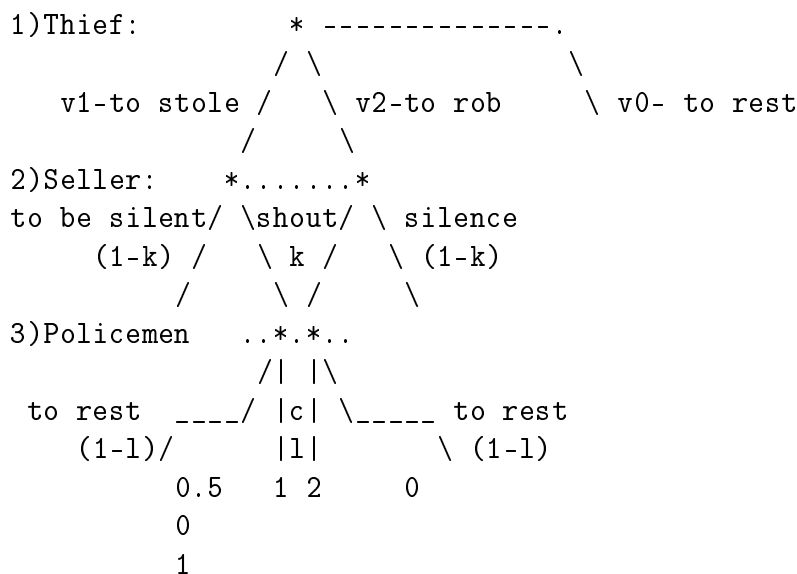 1)Thief:          * --------------.
                 / \               \
   v1-to stole /   \ v2-to rob     \ v0- to rest
               /     \
2)Seller:     *.......*
to be silent/ \shout/ \ silence
     (1-k) /   \ k /   \ (1-k)
          /     \ /     \
3)Policemen   ..*.*..
               /| |\
 to rest  ____/ |c| \_____ to rest
    (1-l)/      |l|       \ (1-l)
          0.5   1 2     0
          0
          1